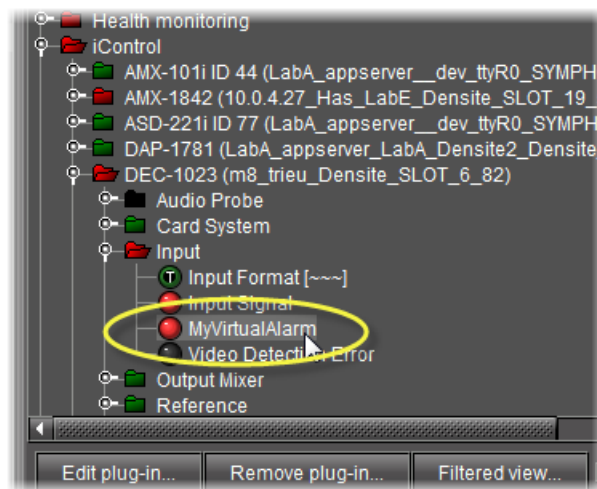 Health monitoring
iControl
AMX-101i ID 44 (LabA_appserver__dev_ttyR0_SYMPH
AMX-1842 (10.0.4.27_Has_LabE_Densite_SLOT_19_
ASD-221i ID 77 (LabA_appserver__dev_ttyR0_SYMPH
DAP-1781 (LabA_appserver_LabA_Densite2_Densite
DEC-1023 (m8_trieu_Densite_SLOT_6_82)
Audio Probe
Card System
Input
T Input Format [~~~]
Input Signal
MyVirtualAlarm
Video Detection Error
Output Mixer
Reference
Edit plug-in... Remove plug-in... Filtered view...